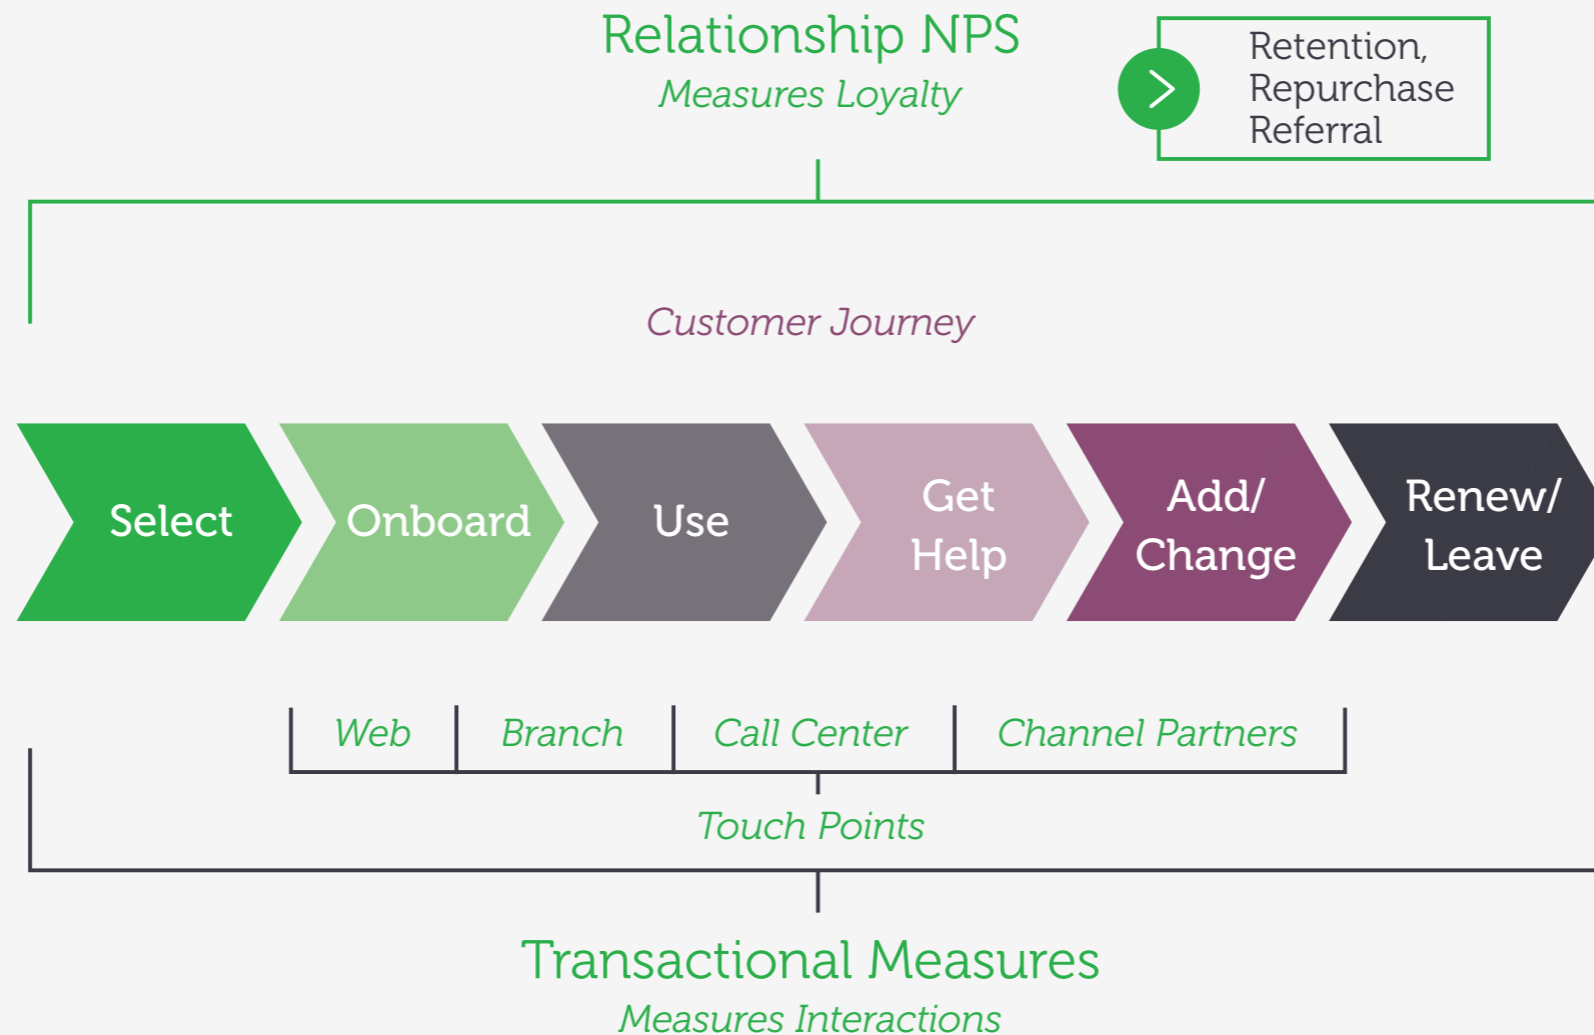 Relationship NPS
Measures Loyalty
Retention,
Repurchase
Referral
Customer Journey
Select
Onboard
Use
Get
Help
Add/
Change
Renew/
Leave
Web
Branch
Call Center
Channel Partners
Touch Points
Transactional Measures
Measures Interactions